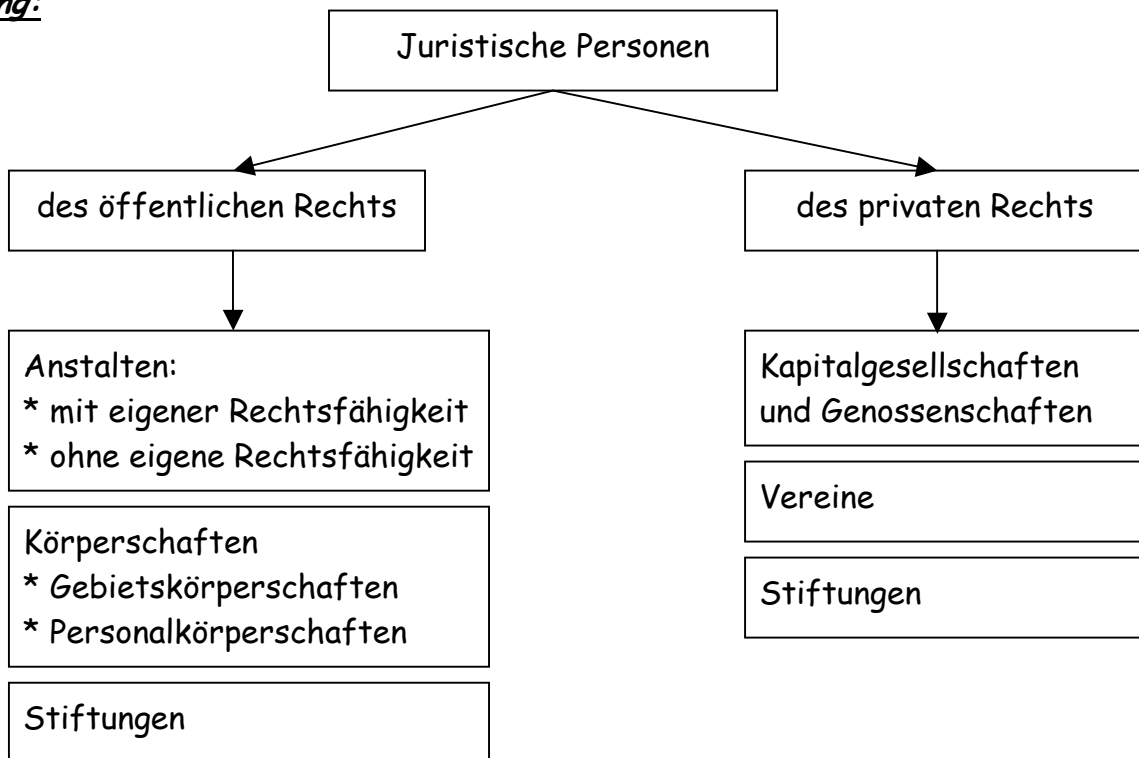 ng:
Juristische Personen
des öffentlichen Rechts
des privaten Rechts
Anstalten:
* mit eigener Rechtsfähigkeit
* ohne eigene Rechtsfähigkeit
Körperschaften
* Gebietskörperschaften
* Personalkörperschaften
Stiftungen
Kapitalgesellschaften
und Genossenschaften
Vereine
Stiftungen